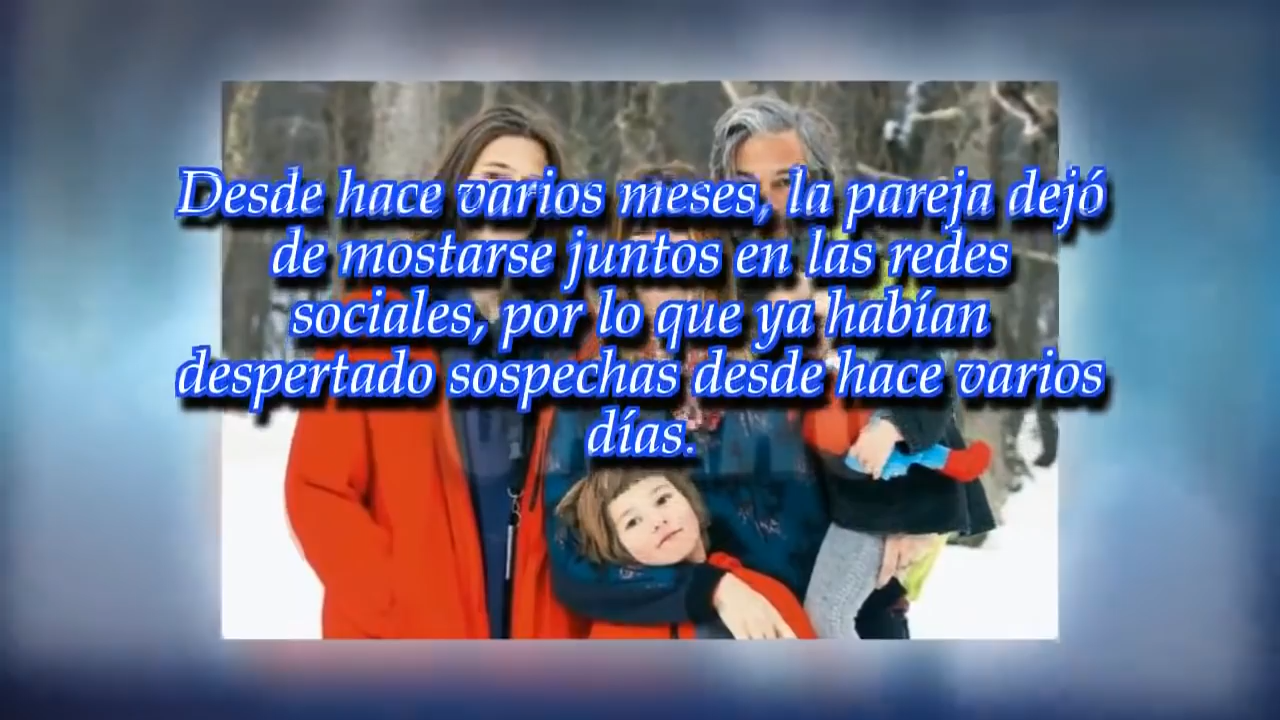 Desde hace varios meses, la pareja dejó
de mostarse juntos en las redes
sociales, por lo que ya habían
despertado sospechas desde hace varios
días.